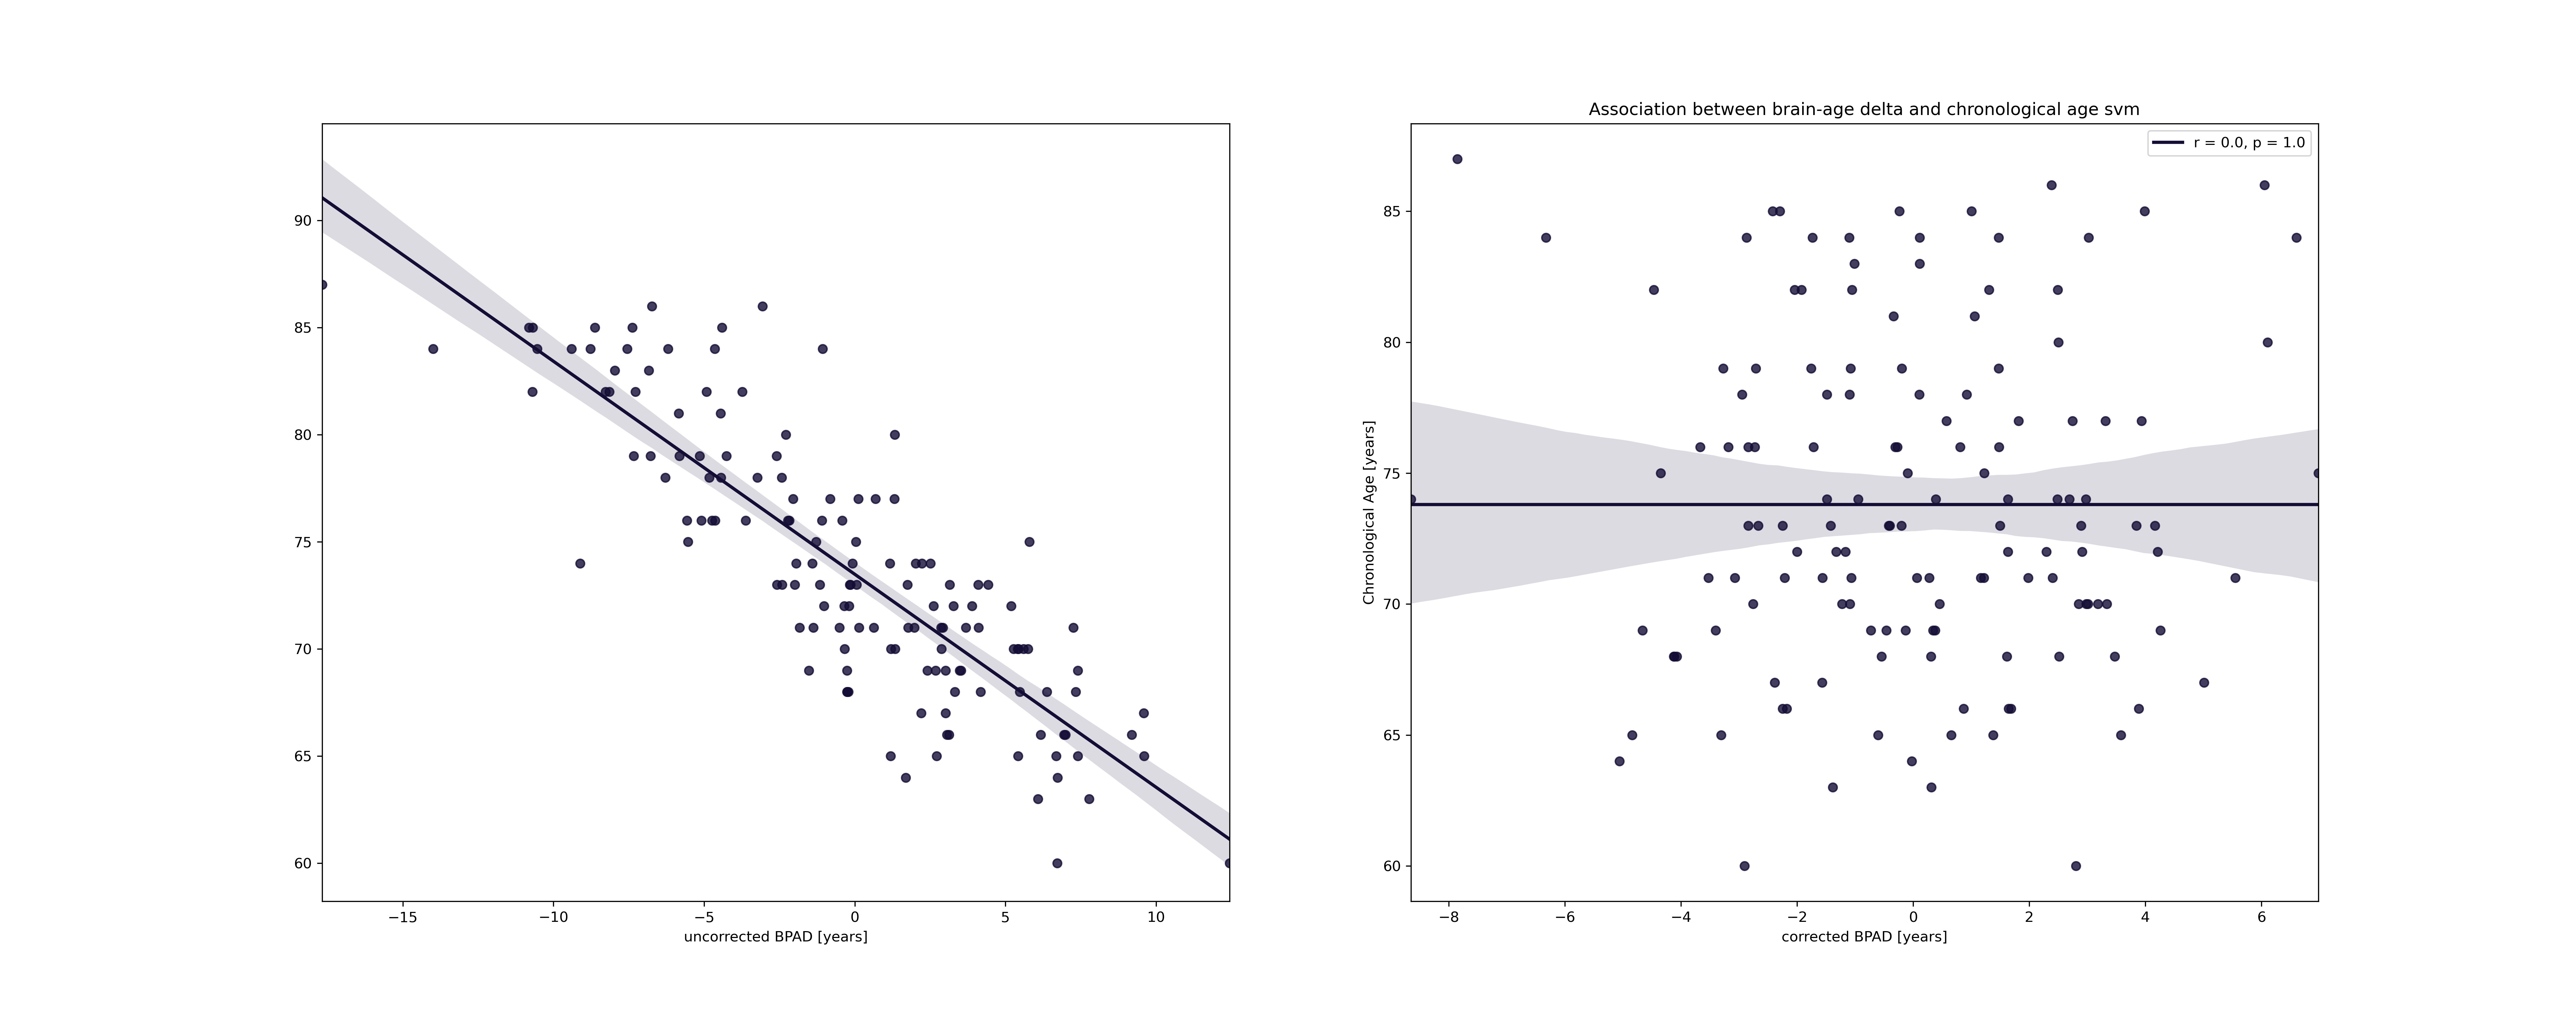 90
85
80
75
70
65
60
−15 −10 −5 0 5 10
uncorrected BPAD [years]
Association between brain-age delta and chronological age svm
r = 0.0, p = 1.0
Chronological Age [years]
85
80
75
70
65
60
−8 −6 −4 −2 0 2 4 6
corrected BPAD [years]